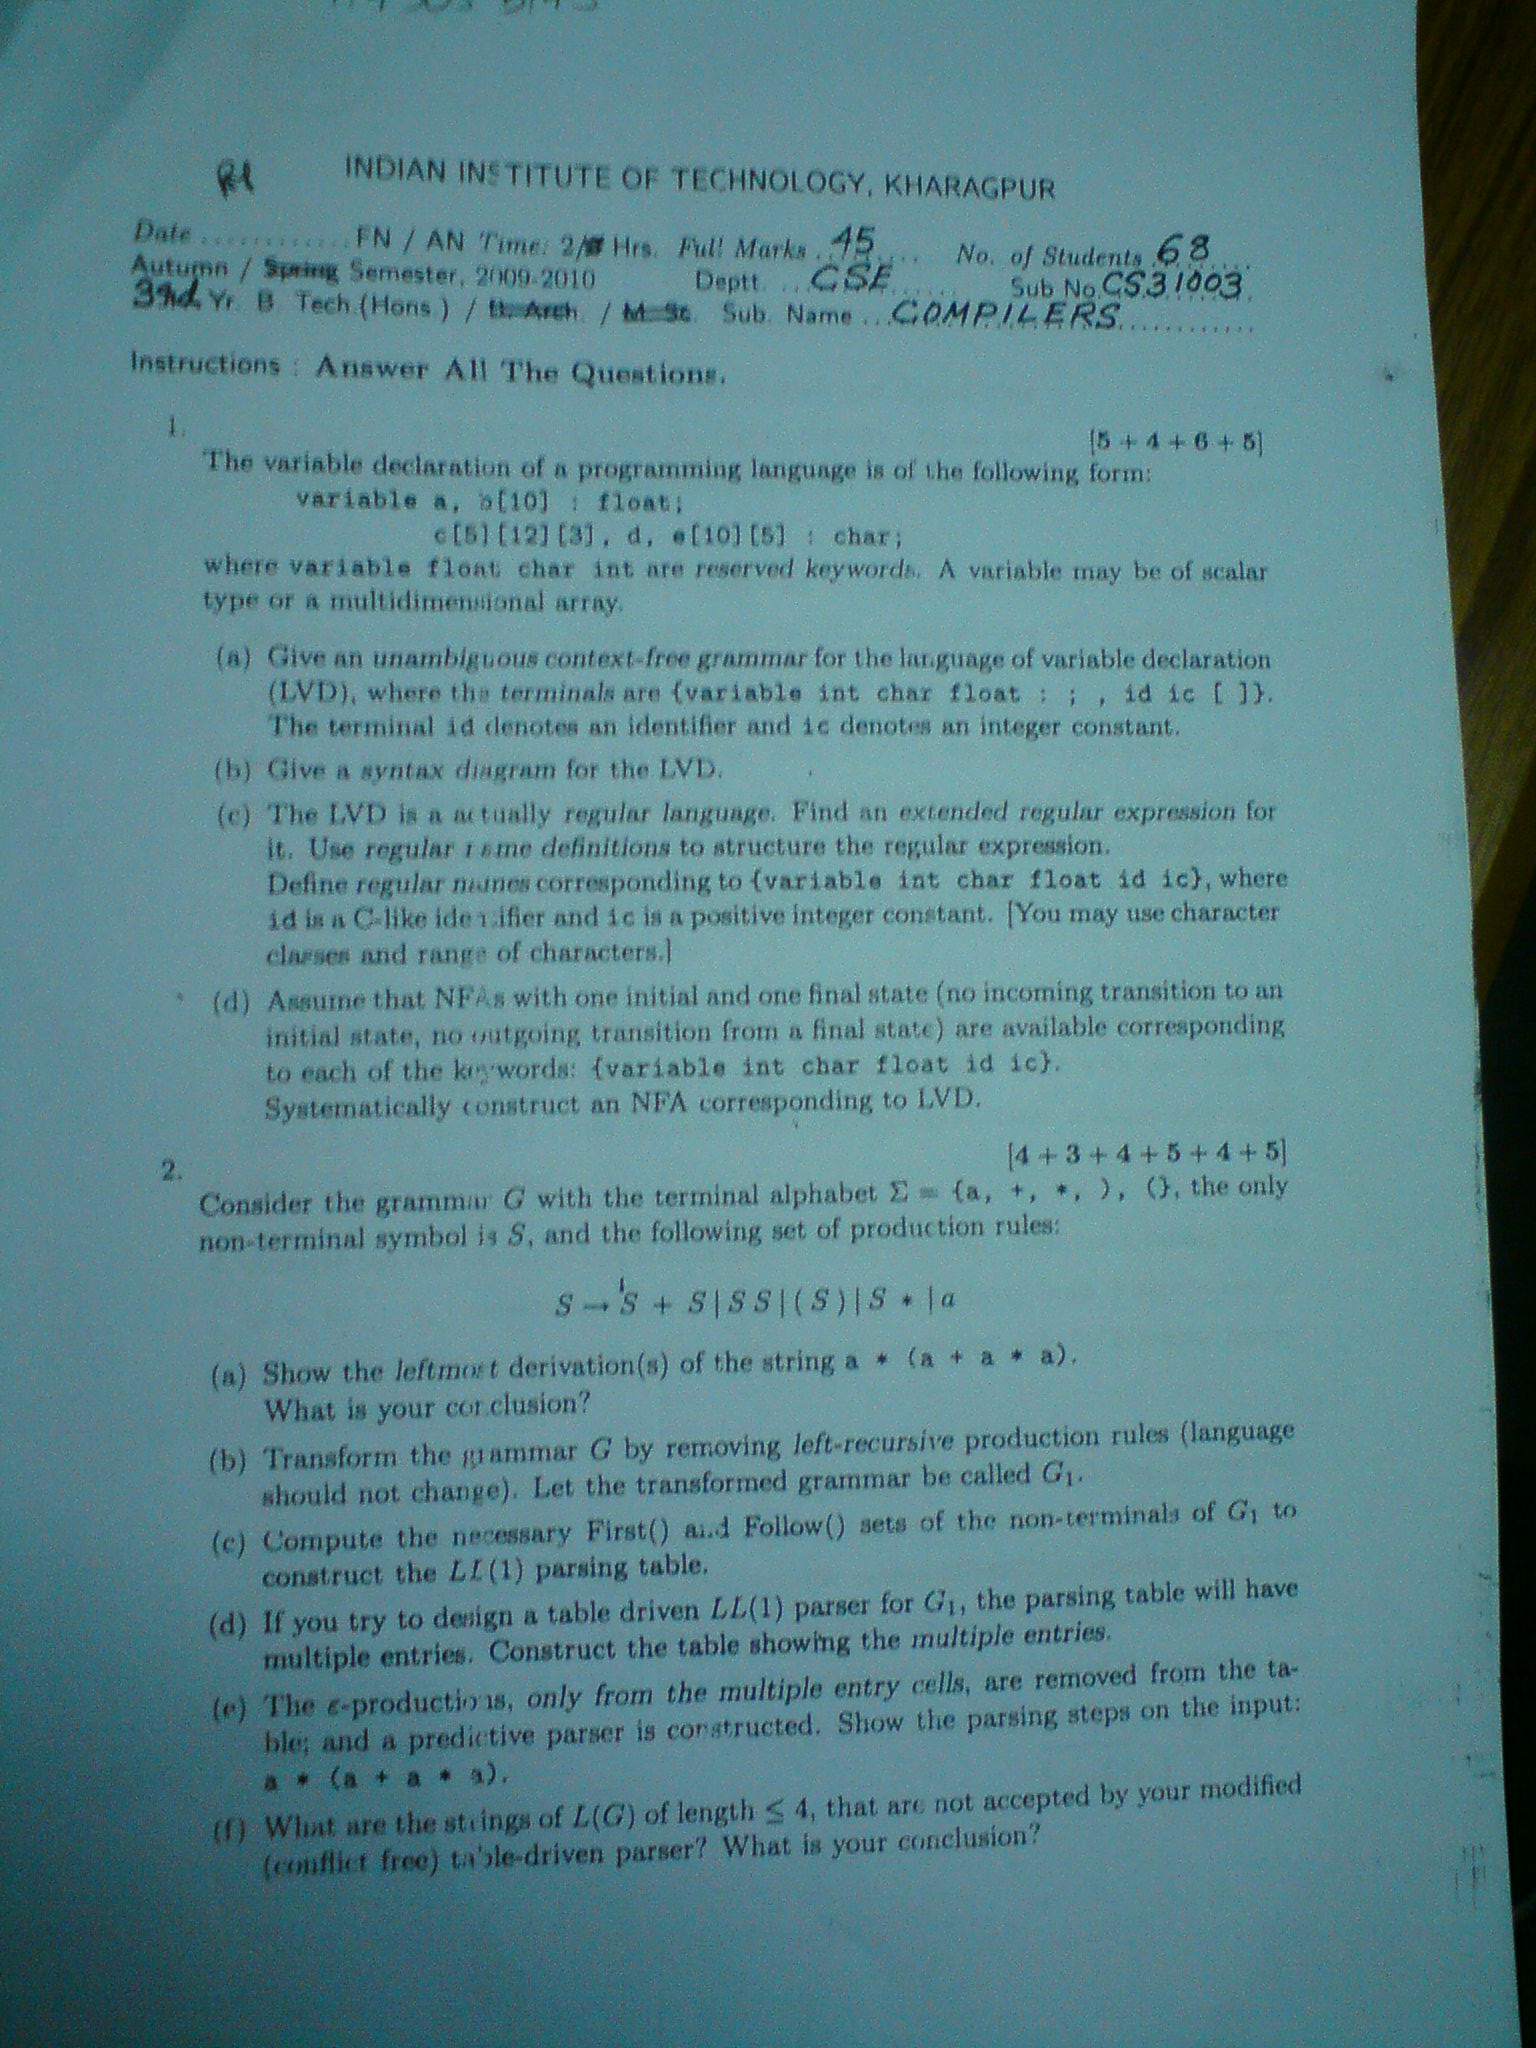 INDIAN INSTITUTE OF TECHNOLOGY, KHARAGPUR
Date ............ FN / AN Time: 2/ Hrs. Full Marks ..45.... No. of Students 68...
Autumn / Spring Semester, 2009-2010 Deptt. ...CSE...... Sub No.CS31003
3rd Yr. B. Tech.(Hons.) / B. Arch. / M. Sc. Sub. Name ...COMPILERS............
Instructions : Answer All The Questions.
1. [5 + 4 + 6 + 5]
The variable declaration of a programming language is of the following form:
variable a, b[10] : float;
c[5][12][3], d, e[10][5] : char;
where variable float char int are reserved keywords. A variable may be of scalar
type or a multidimensional array.
(a) Give an unambiguous context-free grammar for the language of variable declaration
(LVD), where the terminals are {variable int char float : ; , id ic [ ]}.
The terminal id denotes an identifier and ic denotes an integer constant.
(b) Give a syntax diagram for the LVD.
(c) The LVD is a actually regular language. Find an extended regular expression for
it. Use regular name definitions to structure the regular expression.
Define regular names corresponding to {variable int char float id ic}, where
id is a C-like identifier and ic is a positive integer constant. [You may use character
classes and range of characters.]
(d) Assume that NFAs with one initial and one final state (no incoming transition to an
initial state, no outgoing transition from a final state) are available corresponding
to each of the keywords: {variable int char float id ic}.
Systematically construct an NFA corresponding to LVD.
2. [4 + 3 + 4 + 5 + 4 + 5]
Consider the grammar G with the terminal alphabet Σ = {a, +, *, ), (}, the only
non-terminal symbol is S, and the following set of production rules:
S → S + S | S S | ( S ) | S * | a
(a) Show the leftmost derivation(s) of the string a * (a + a * a).
What is your conclusion?
(b) Transform the grammar G by removing left-recursive production rules (language
should not change). Let the transformed grammar be called G₁.
(c) Compute the necessary First() and Follow() sets of the non-terminals of G₁ to
construct the LL(1) parsing table.
(d) If you try to design a table driven LL(1) parser for G₁, the parsing table will have
multiple entries. Construct the table showing the multiple entries.
(e) The ε-productions, only from the multiple entry cells, are removed from the ta-
ble; and a predictive parser is constructed. Show the parsing steps on the input:
a * (a + a * a).
(f) What are the strings of L(G) of length ≤ 4, that are not accepted by your modified
(conflict free) table-driven parser? What is your conclusion?